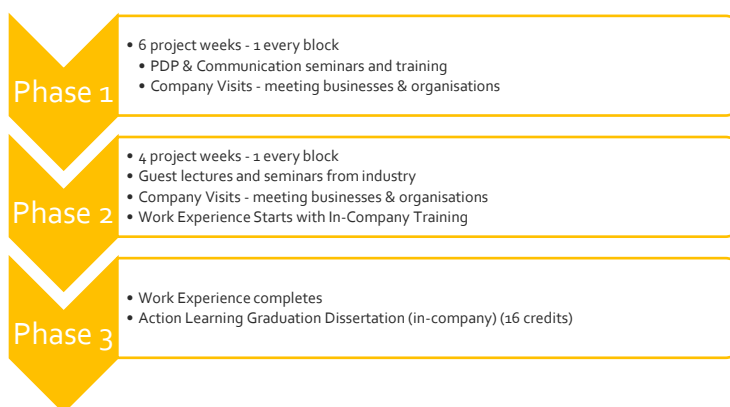 Phase 1
• 6 project weeks - 1 every block
• PDP & Communication seminars and training
• Company Visits - meeting businesses & organisations
Phase 2
• 4 project weeks - 1 every block
• Guest lectures and seminars from industry
• Company Visits - meeting businesses & organisations
• Work Experience Starts with In-Company Training
Phase 3
• Work Experience completes
• Action Learning Graduation Dissertation (in-company) (16 credits)